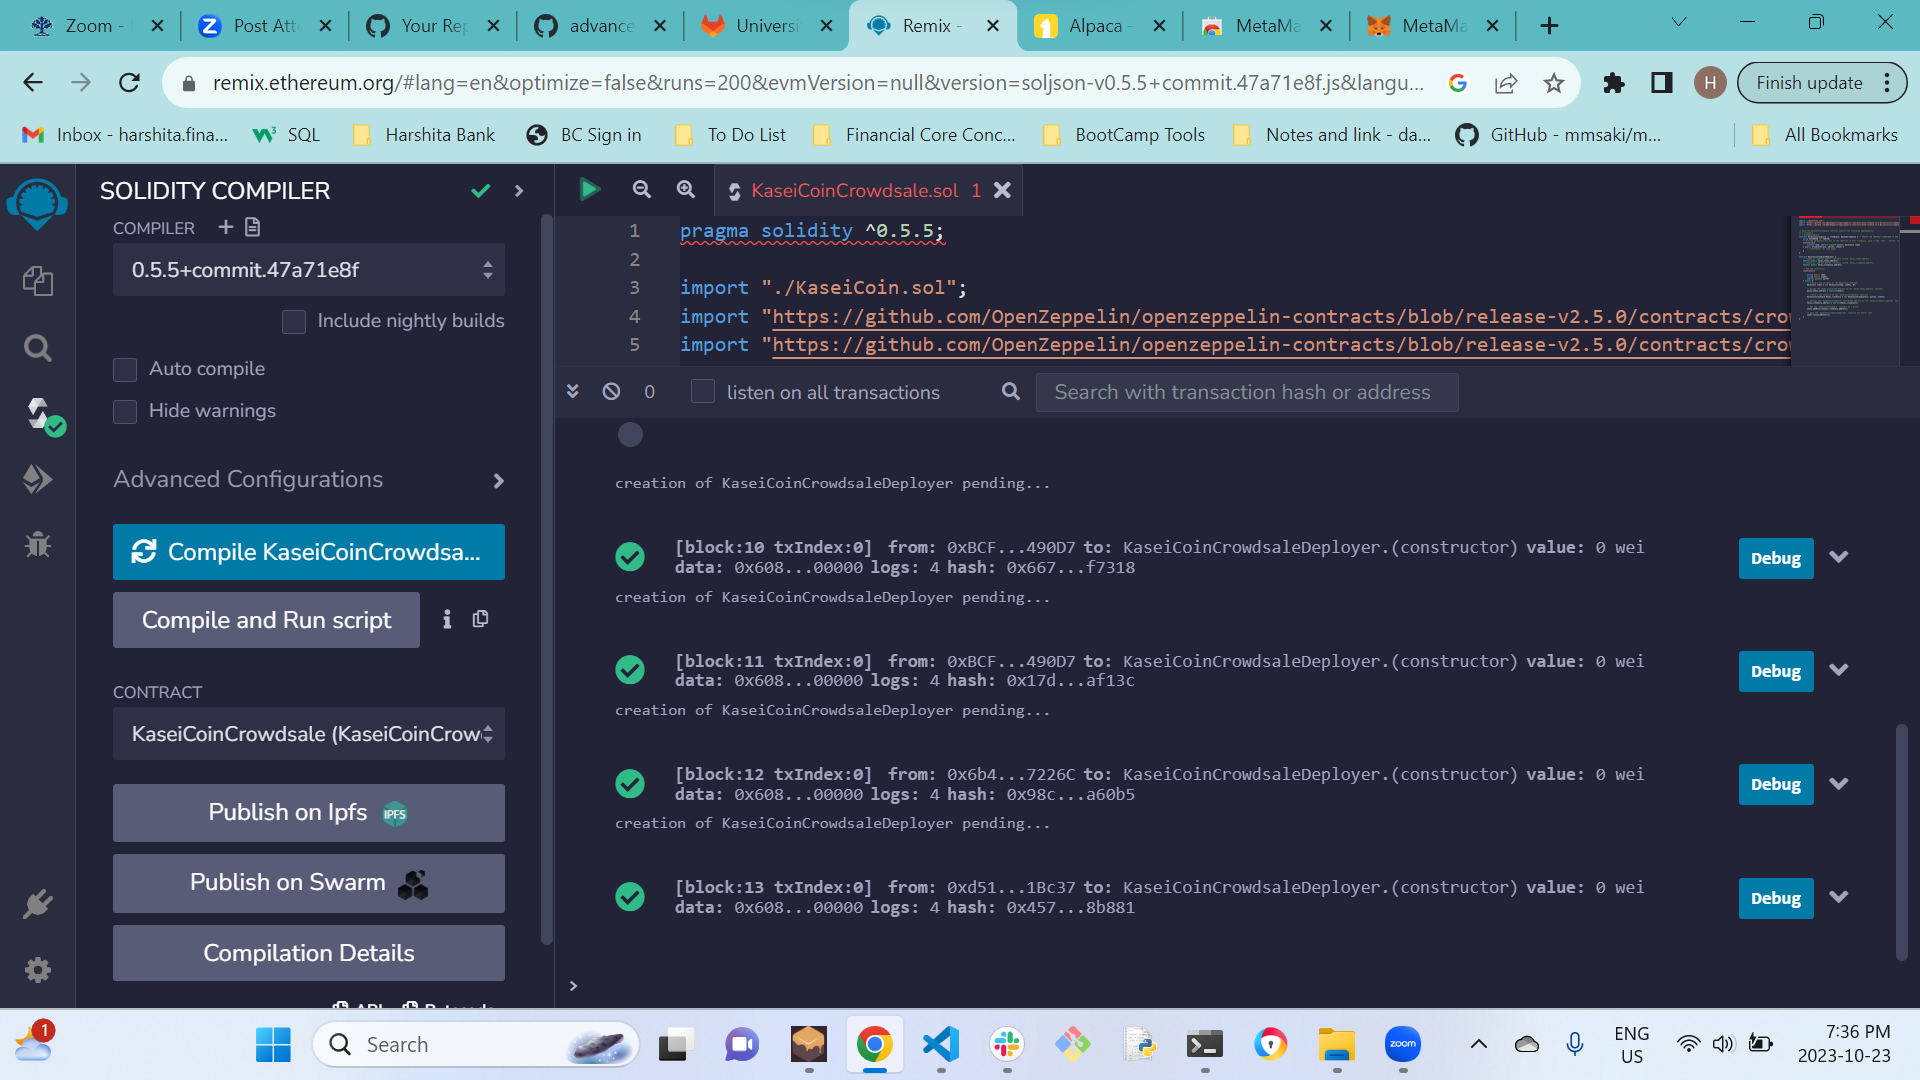 Zoom -
Post Att
Your Rep
advance
Universi
Remix -
Alpaca -
MetaMa
MetaMa
remix.ethereum.org/#lang=en&optimize=false&runs=200&evmVersion=null&version=soljson-v0.5.5+commit.47a71e8f.js&langu...
H
Finish update
Inbox - harshita.fina...
SQL
Harshita Bank
BC Sign in
To Do List
Financial Core Conc...
BootCamp Tools
Notes and link - da...
GitHub - mmsaki/m...
All Bookmarks
SOLIDITY COMPILER
COMPILER
0.5.5+commit.47a71e8f
Include nightly builds
Auto compile
Hide warnings
Advanced Configurations
Compile KaseiCoinCrowdsa...
Compile and Run script
CONTRACT
KaseiCoinCrowdsale (KaseiCoinCrow
Publish on Ipfs
IPFS
Publish on Swarm
Compilation Details
KaseiCoinCrowdsale.sol 1
1 pragma solidity ^0.5.5;
2
3 import "./KaseiCoin.sol";
4 import "https://github.com/OpenZeppelin/openzeppelin-contracts/blob/release-v2.5.0/contracts/cro
5 import "https://github.com/OpenZeppelin/openzeppelin-contracts/blob/release-v2.5.0/contracts/cro
0
listen on all transactions
Search with transaction hash or address
creation of KaseiCoinCrowdsaleDeployer pending...
[block:10 txIndex:0] from: 0xBCF...490D7 to: KaseiCoinCrowdsaleDeployer.(constructor) value: 0 wei
data: 0x608...00000 logs: 4 hash: 0x667...f7318
Debug
creation of KaseiCoinCrowdsaleDeployer pending...
[block:11 txIndex:0] from: 0xBCF...490D7 to: KaseiCoinCrowdsaleDeployer.(constructor) value: 0 wei
data: 0x608...00000 logs: 4 hash: 0x17d...af13c
Debug
creation of KaseiCoinCrowdsaleDeployer pending...
[block:12 txIndex:0] from: 0x6b4...7226C to: KaseiCoinCrowdsaleDeployer.(constructor) value: 0 wei
data: 0x608...00000 logs: 4 hash: 0x98c...a60b5
Debug
creation of KaseiCoinCrowdsaleDeployer pending...
[block:13 txIndex:0] from: 0xd51...1Bc37 to: KaseiCoinCrowdsaleDeployer.(constructor) value: 0 wei
data: 0x608...00000 logs: 4 hash: 0x457...8b881
Debug
>
1
Search
zoom
ENG
US
7:36 PM
2023-10-23